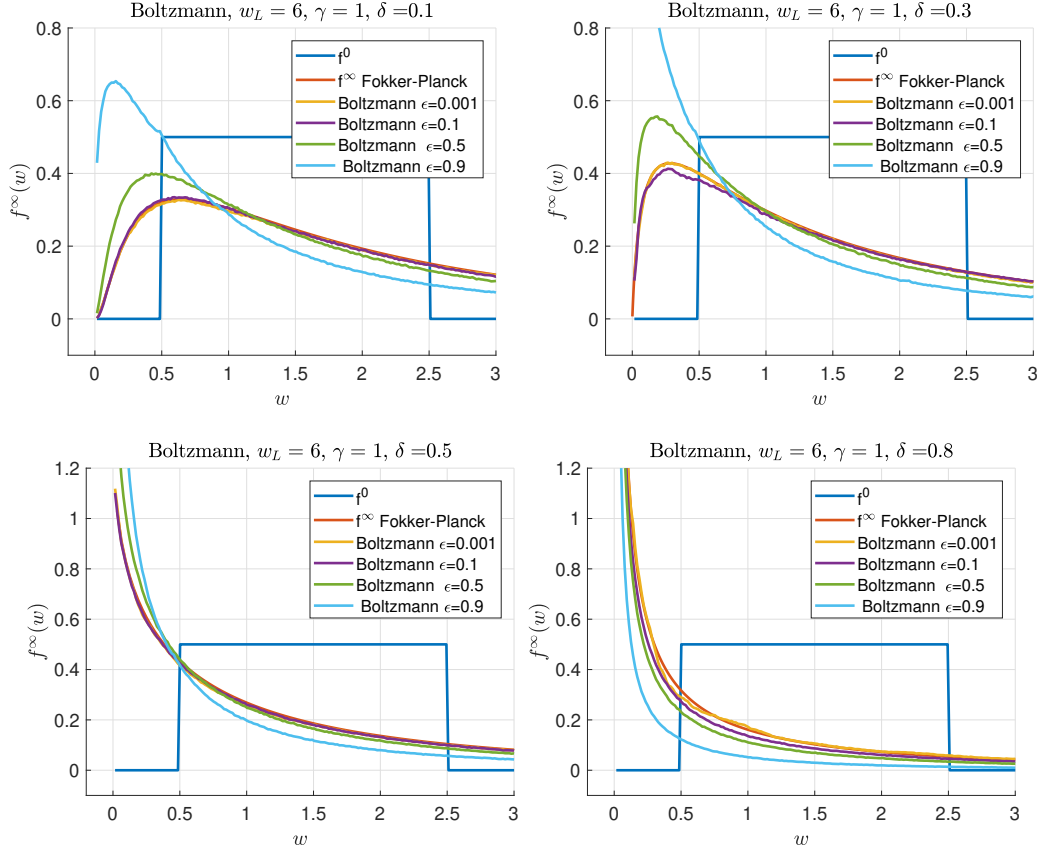 Boltzmann, w_L = 6, γ = 1, δ =0.1
0.8
0.6
0.4
0.2
0
f^∞(w)
0
0.5
1
1.5
2
2.5
3
w
f^0
f^∞ Fokker-Planck
Boltzmann ϵ=0.001
Boltzmann ϵ=0.1
Boltzmann ϵ=0.5
Boltzmann ϵ=0.9
Boltzmann, w_L = 6, γ = 1, δ =0.3
0.8
0.6
0.4
0.2
0
f^∞(w)
0
0.5
1
1.5
2
2.5
3
w
f^0
f^∞ Fokker-Planck
Boltzmann ϵ=0.001
Boltzmann ϵ=0.1
Boltzmann ϵ=0.5
Boltzmann ϵ=0.9
Boltzmann, w_L = 6, γ = 1, δ =0.5
1.2
1
0.8
0.6
0.4
0.2
0
f^∞(w)
0
0.5
1
1.5
2
2.5
3
w
f^0
f^∞ Fokker-Planck
Boltzmann ϵ=0.001
Boltzmann ϵ=0.1
Boltzmann ϵ=0.5
Boltzmann ϵ=0.9
Boltzmann, w_L = 6, γ = 1, δ =0.8
1.2
1
0.8
0.6
0.4
0.2
0
f^∞(w)
0
0.5
1
1.5
2
2.5
3
w
f^0
f^∞ Fokker-Planck
Boltzmann ϵ=0.001
Boltzmann ϵ=0.1
Boltzmann ϵ=0.5
Boltzmann ϵ=0.9